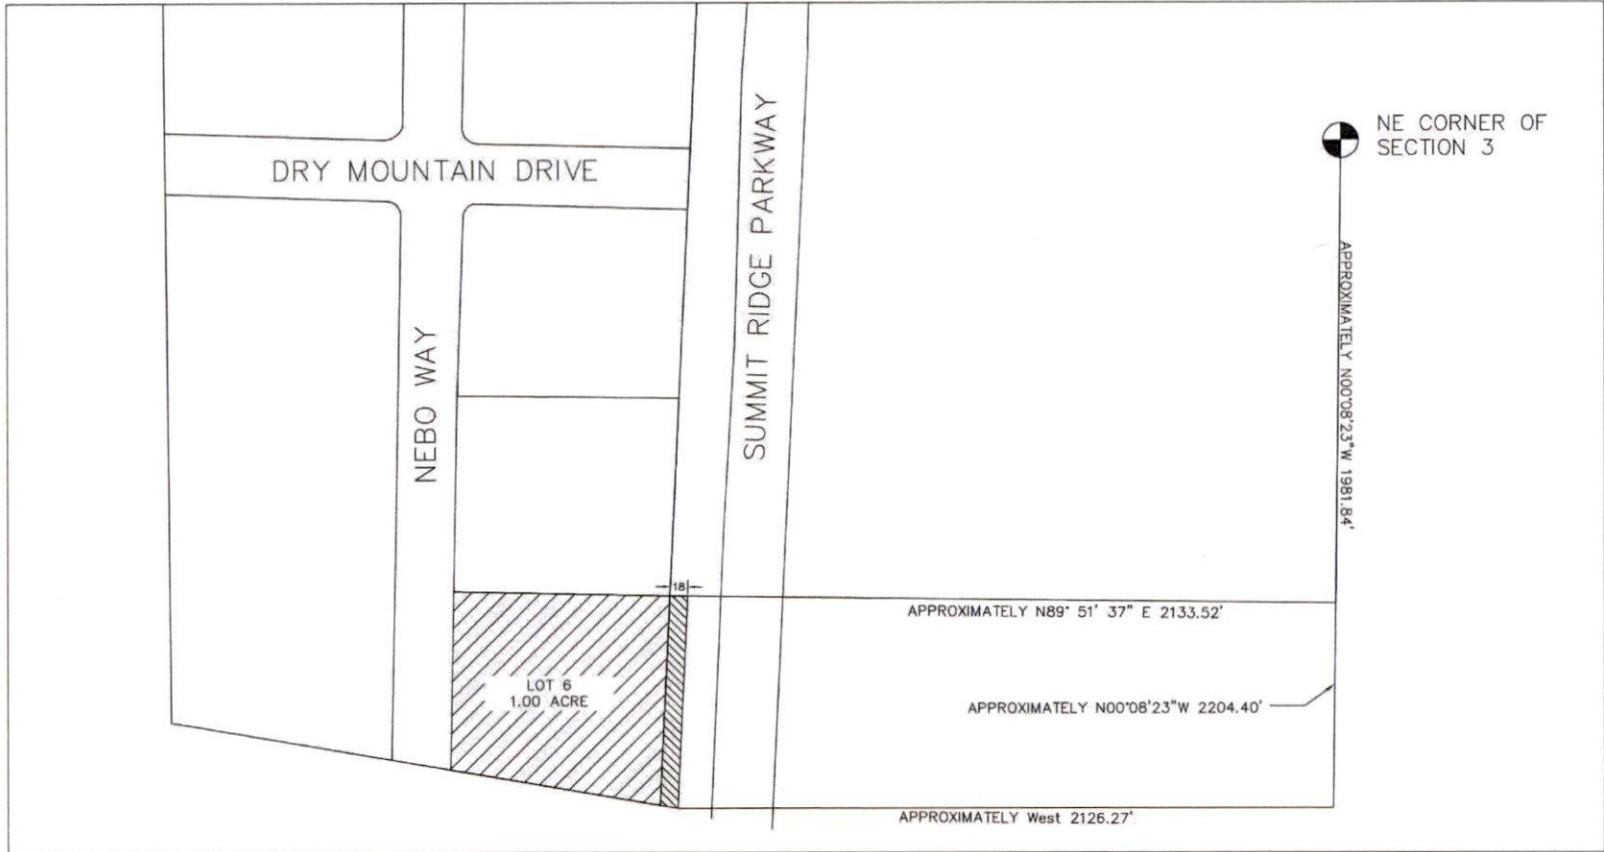 NE CORNER OF
SECTION 3
DRY MOUNTAIN DRIVE
SUMMIT RIDGE PARKWAY
APPROXIMATELY N00°08'23"W 1981.84'
NEBO WAY
18
APPROXIMATELY N89° 51' 37" E 2133.52'
LOT 6
1.00 ACRE
APPROXIMATELY N00°08'23"W 2204.40'
APPROXIMATELY West 2126.27'